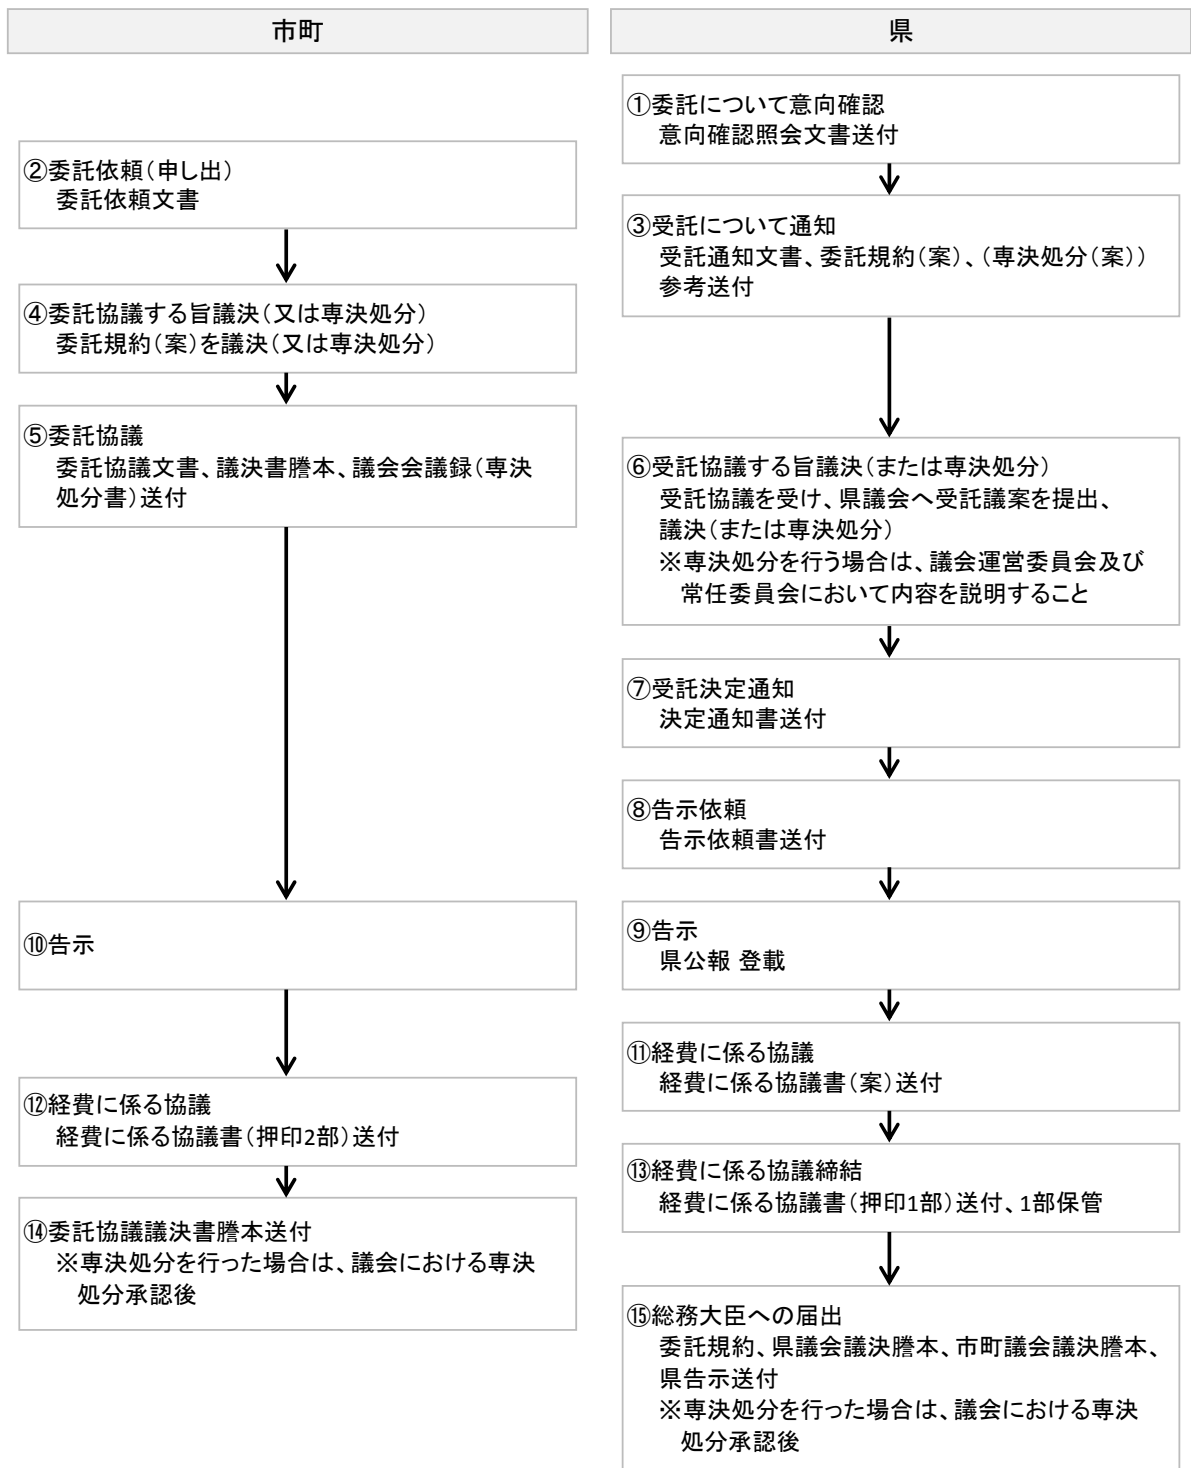 市町
県
①委託について意向確認
意向確認照会文書送付
②委託依頼(申し出)
委託依頼文書
③受託について通知
受託通知文書、委託規約(案)、(専決処分(案))
参考送付
④委託協議する旨議決(又は専決処分)
委託規約(案)を議決(又は専決処分)
⑤委託協議
委託協議文書、議決書謄本、議会会議録(専決
処分書)送付
⑥受託協議する旨議決(または専決処分)
受託協議を受け、県議会へ受託議案を提出、
議決(または専決処分)
※専決処分を行う場合は、議会運営委員会及び
常任委員会において内容を説明すること
⑦受託決定通知
決定通知書送付
⑧告示依頼
告示依頼書送付
⑨告示
県公報 登載
⑩告示
⑪経費に係る協議
経費に係る協議書(案)送付
⑫経費に係る協議
経費に係る協議書(押印2部)送付
⑬経費に係る協議締結
経費に係る協議書(押印1部)送付、1部保管
⑭委託協議議決書謄本送付
※専決処分を行った場合は、議会における専決
処分承認後
⑮総務大臣への届出
委託規約、県議会議決謄本、市町議会議決謄本、
県告示送付
※専決処分を行った場合は、議会における専決
処分承認後